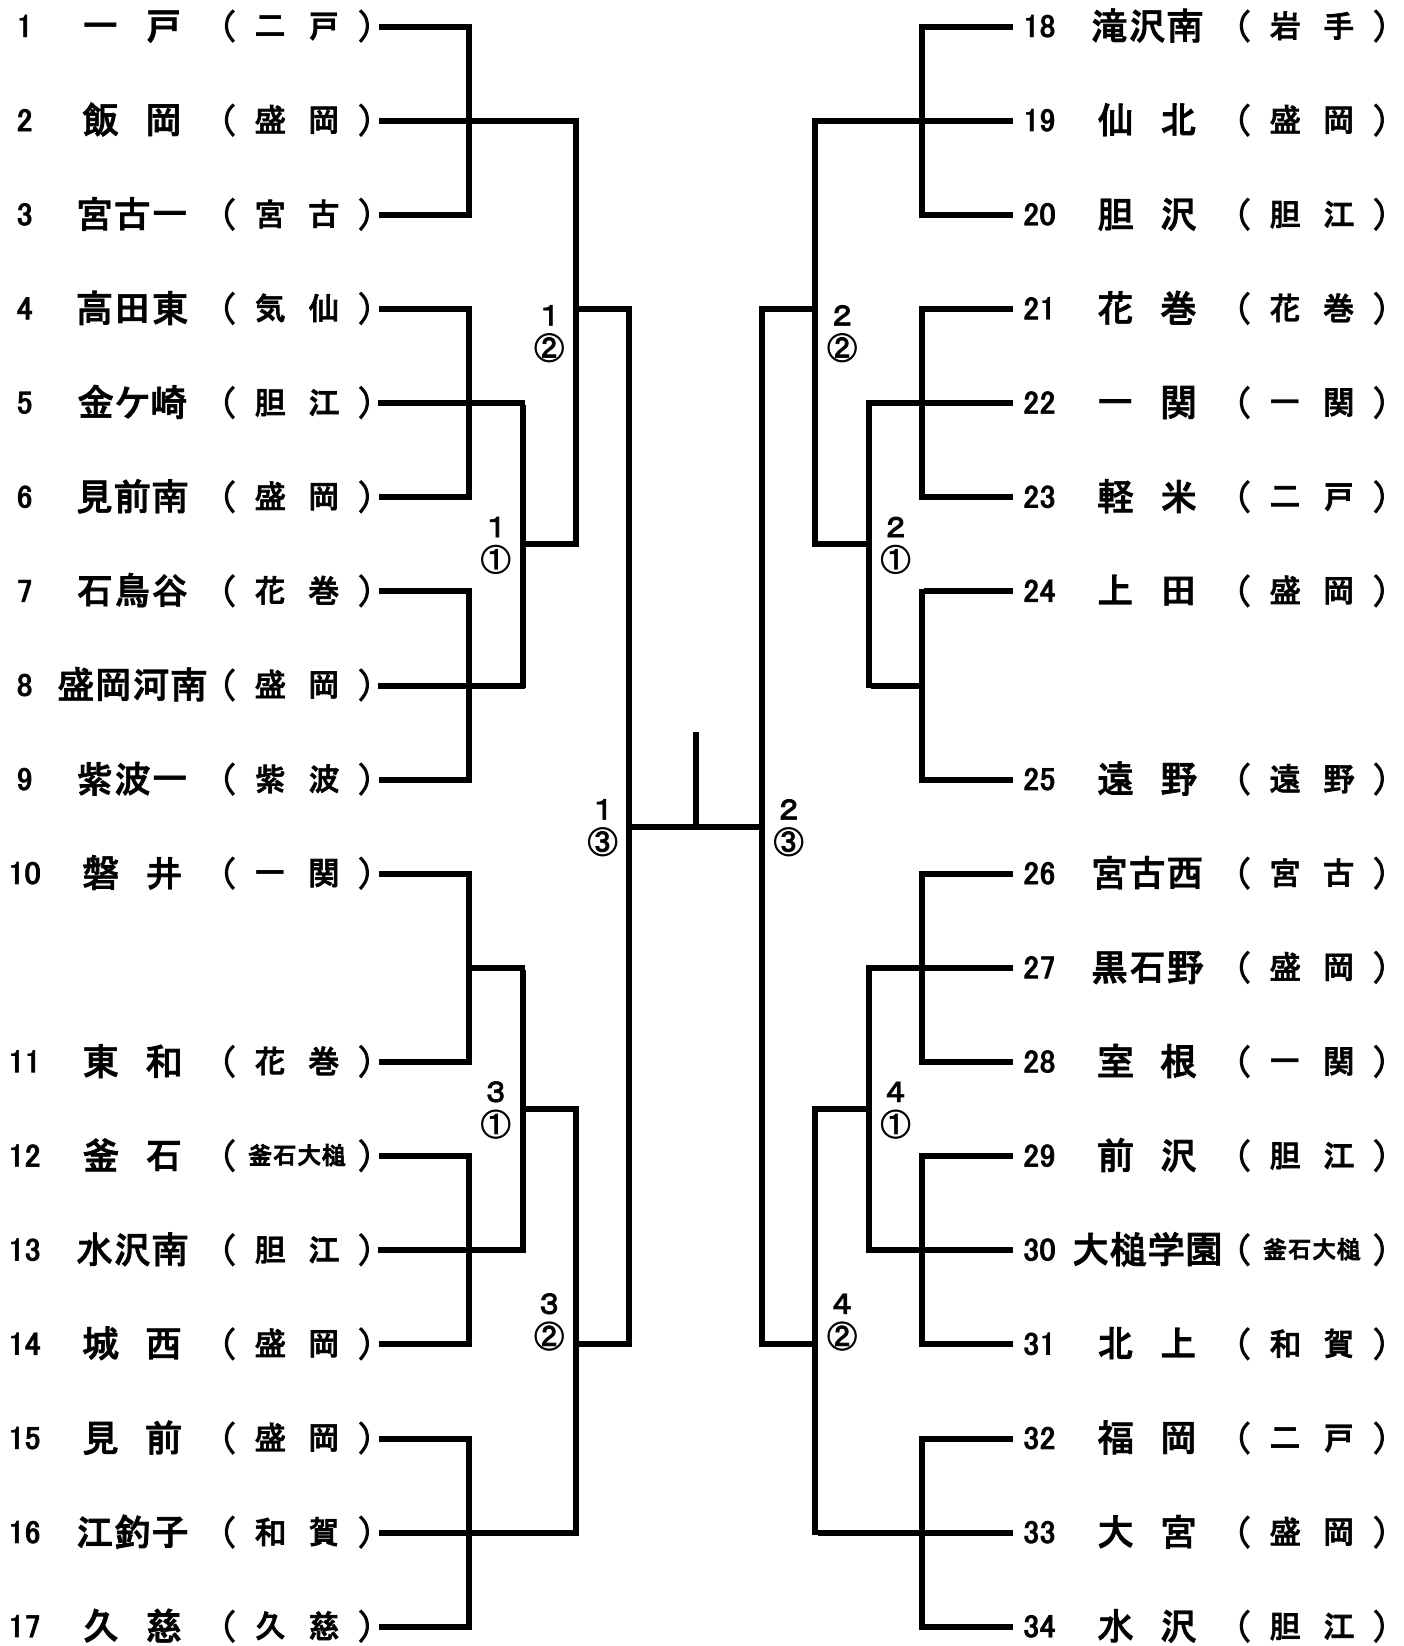 1 一戸 （二戸）
2 飯岡 （盛岡）
3 宮古一 （宮古）
4 高田東 （気仙）
5 金ケ崎 （胆江）
6 見前南 （盛岡）
7 石鳥谷 （花巻）
8 盛岡河南 （盛岡）
9 紫波一 （紫波）
10 磐井 （一関）
11 東和 （花巻）
12 釜石 （釜石大槌）
13 水沢南 （胆江）
14 城西 （盛岡）
15 見前 （盛岡）
16 江釣子 （和賀）
17 久慈 （久慈）
1
②
1
①
1
③
3
①
3
②
2
②
2
①
2
③
4
①
4
②
18 滝沢南 （岩手）
19 仙北 （盛岡）
20 胆沢 （胆江）
21 花巻 （花巻）
22 一関 （一関）
23 軽米 （二戸）
24 上田 （盛岡）
25 遠野 （遠野）
26 宮古西 （宮古）
27 黒石野 （盛岡）
28 室根 （一関）
29 前沢 （胆江）
30 大槌学園 （釜石大槌）
31 北上 （和賀）
32 福岡 （二戸）
33 大宮 （盛岡）
34 水沢 （胆江）